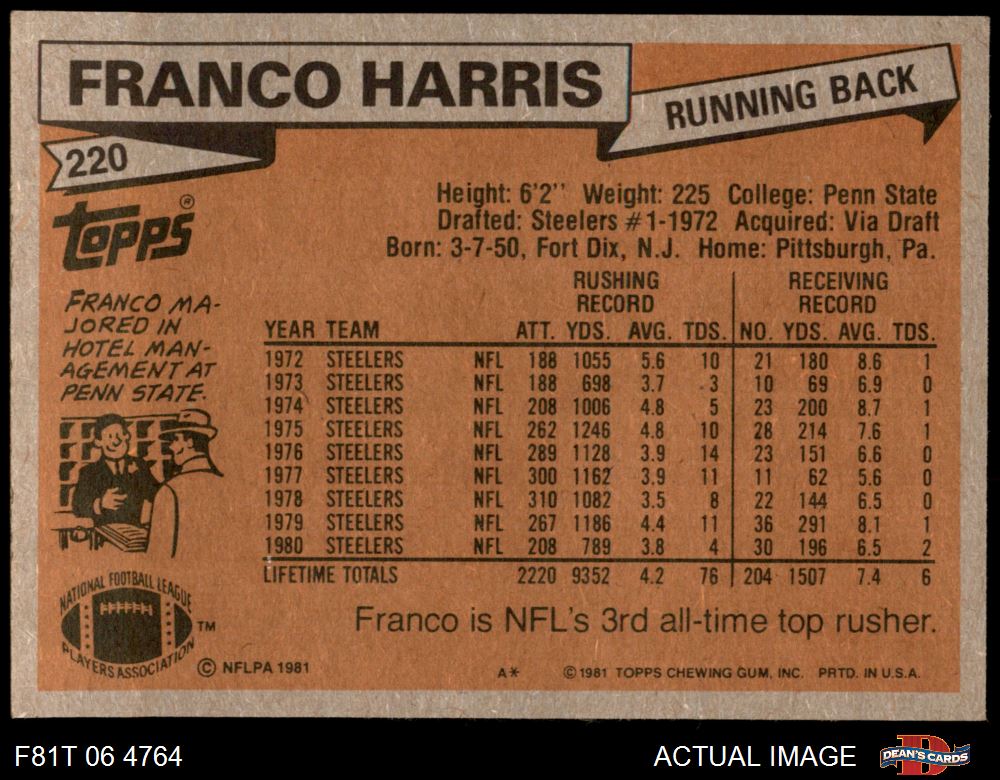 FRANCO HARRIS
RUNNING BACK
220
TOPPS®
Height: 6'2'' Weight: 225 College: Penn State
Drafted: Steelers #1-1972 Acquired: Via Draft
Born: 3-7-50, Fort Dix, N.J. Home: Pittsburgh, Pa.
FRANCO MA-
JORED IN
HOTEL MAN-
AGEMENT AT
PENN STATE.
RUSHING RECEIVING
RECORD RECORD
YEAR TEAM ATT. YDS. AVG. TDS. NO. YDS. AVG. TDS.
1972 STEELERS NFL 188 1055 5.6 10 21 180 8.6 1
1973 STEELERS NFL 188 698 3.7 3 10 69 6.9 0
1974 STEELERS NFL 208 1006 4.8 5 23 200 8.7 1
1975 STEELERS NFL 262 1246 4.8 10 28 214 7.6 1
1976 STEELERS NFL 289 1128 3.9 14 23 151 6.6 0
1977 STEELERS NFL 300 1162 3.9 11 11 62 5.6 0
1978 STEELERS NFL 310 1082 3.5 8 22 144 6.5 0
1979 STEELERS NFL 267 1186 4.4 11 36 291 8.1 1
1980 STEELERS NFL 208 789 3.8 4 30 196 6.5 2
LIFETIME TOTALS 2220 9352 4.2 76 204 1507 7.4 6
Franco is NFL's 3rd all-time top rusher.
NATIONAL FOOTBALL LEAGUE
PLAYERS ASSOCIATION
TM
© NFLPA 1981
A* © 1981 TOPPS CHEWING GUM, INC. PRTD. IN U.S.A.
F81T 06 4764
ACTUAL IMAGE
DEAN'S CARDS